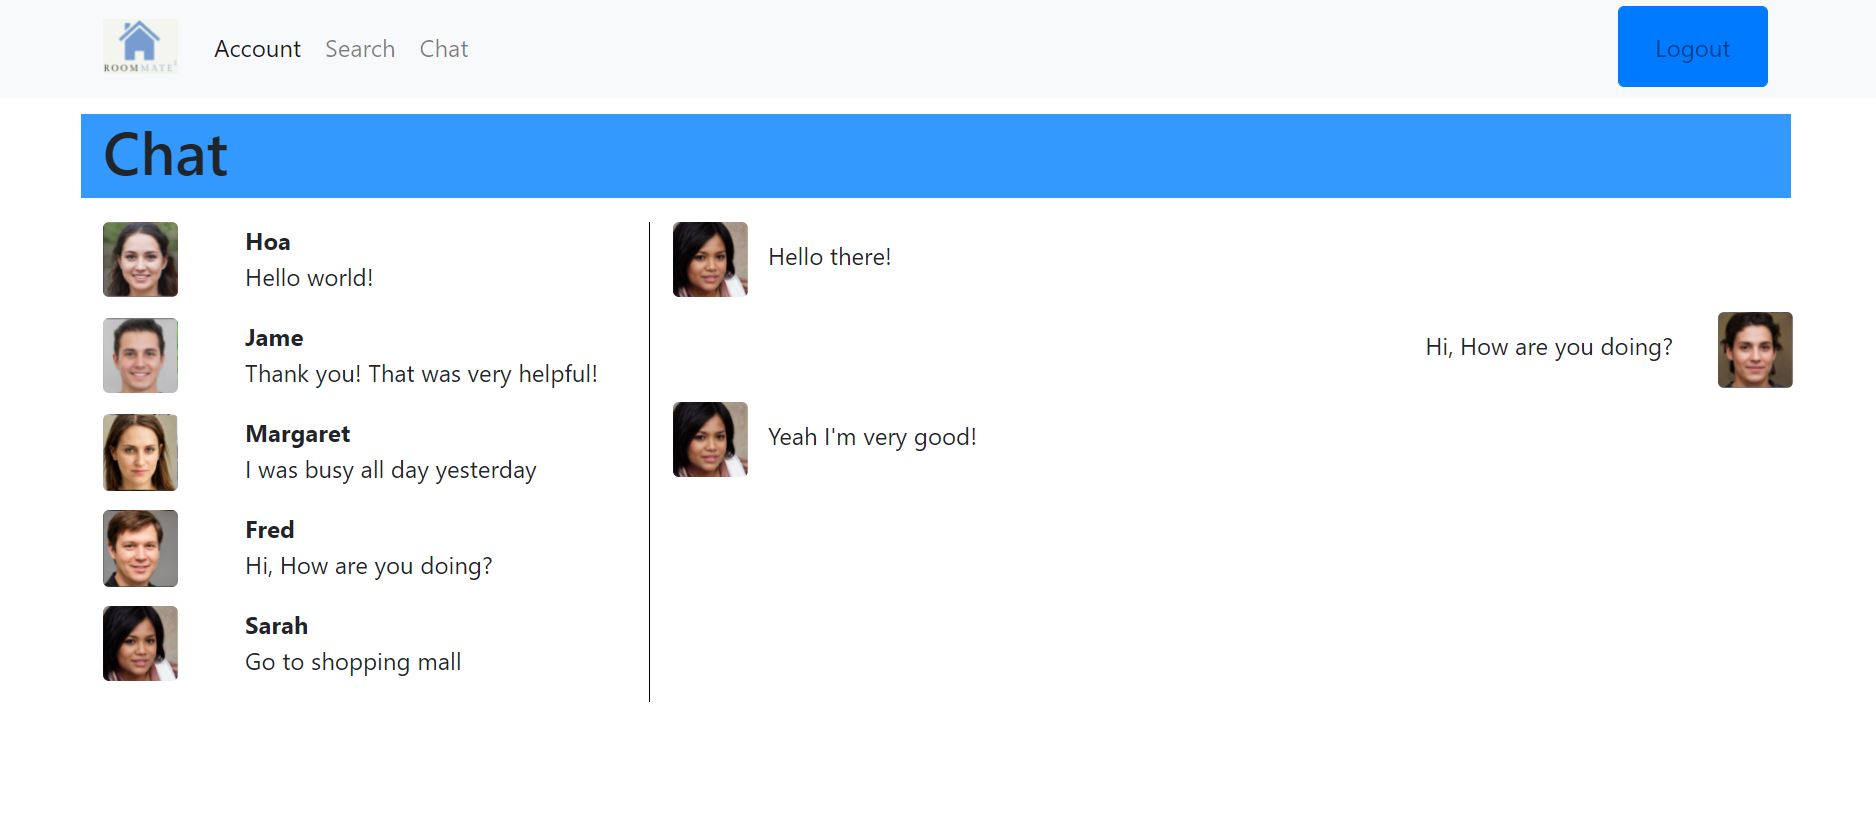 ROOMMATE
Account
Search
Chat
Logout
Chat
Hoa
Hello world!
Jame
Thank you! That was very helpful!
Margaret
I was busy all day yesterday
Fred
Hi, How are you doing?
Sarah
Go to shopping mall
Hello there!
Hi, How are you doing?
Yeah I'm very good!